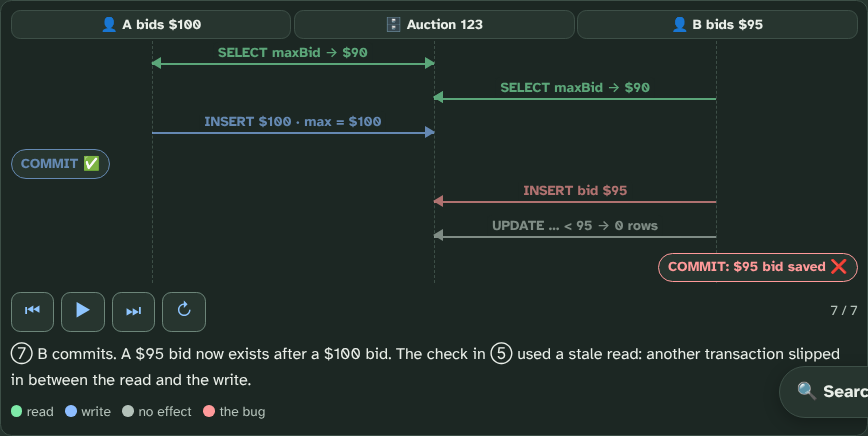 👤 A bids $100
🗄️ Auction 123
👤 B bids $95
SELECT maxBid → $90
SELECT maxBid → $90
INSERT $100 · max = $100
COMMIT ✅
INSERT bid $95
UPDATE … < 95 → 0 rows
COMMIT: $95 bid saved ❌
7 / 7
⑦ B commits. A $95 bid now exists after a $100 bid. The check in ⑤ used a stale read: another transaction slipped
in between the read and the write.
read
write
no effect
the bug
🔍